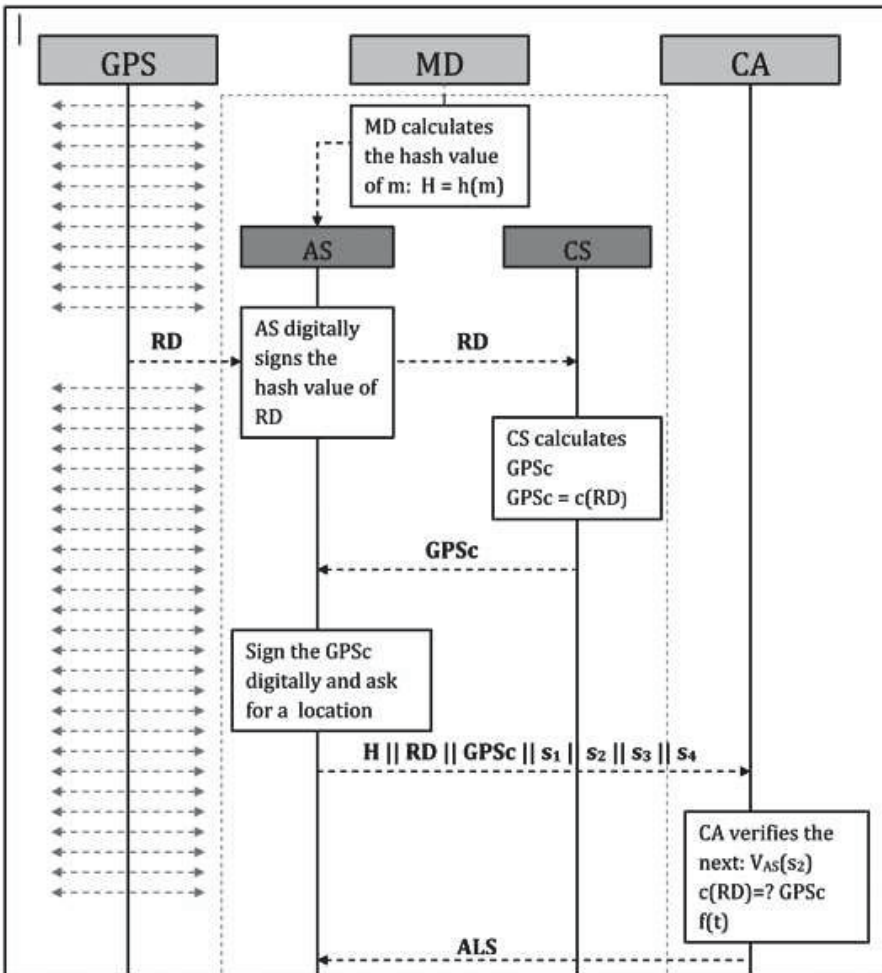 GPS
MD
CA
MD calculates
the hash value
of m: H = h(m)
AS
CS
RD
AS digitally
signs the
hash value of
RD
RD
CS calculates
GPSc
GPSc = c(RD)
GPSc
Sign the GPSc
digitally and ask
for a location
H || RD || GPSc || s₁ || s₂ || s₃ || s₄
CA verifies the
next: V_AS(s₂)
c(RD)=? GPSc
f(t)
ALS